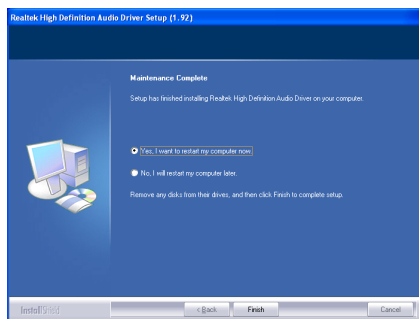 Realtek High Definition Audio Driver Setup (1.92)
Maintenance Complete
Setup has finished installing Realtek High Definition Audio Driver on your computer.
Yes, I want to restart my computer now.
No, I will restart my computer later.
Remove any disks from their drives, and then click Finish to complete setup.
InstallShield
< Back
Finish
Cancel